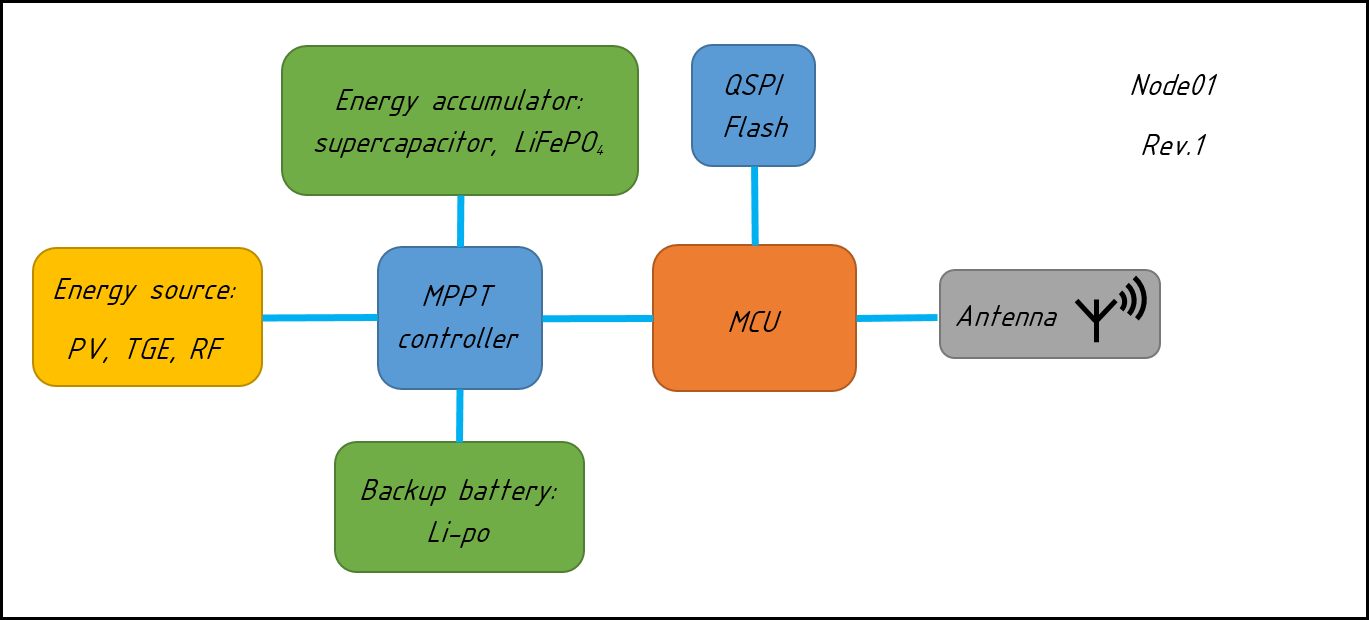 Energy accumulator:
supercapacitor, LiFePO₄
QSPI
Flash
Node01
Rev.1
Energy source:
PV, TGE, RF
MPPT
controller
MCU
Antenna
Backup battery:
Li-po